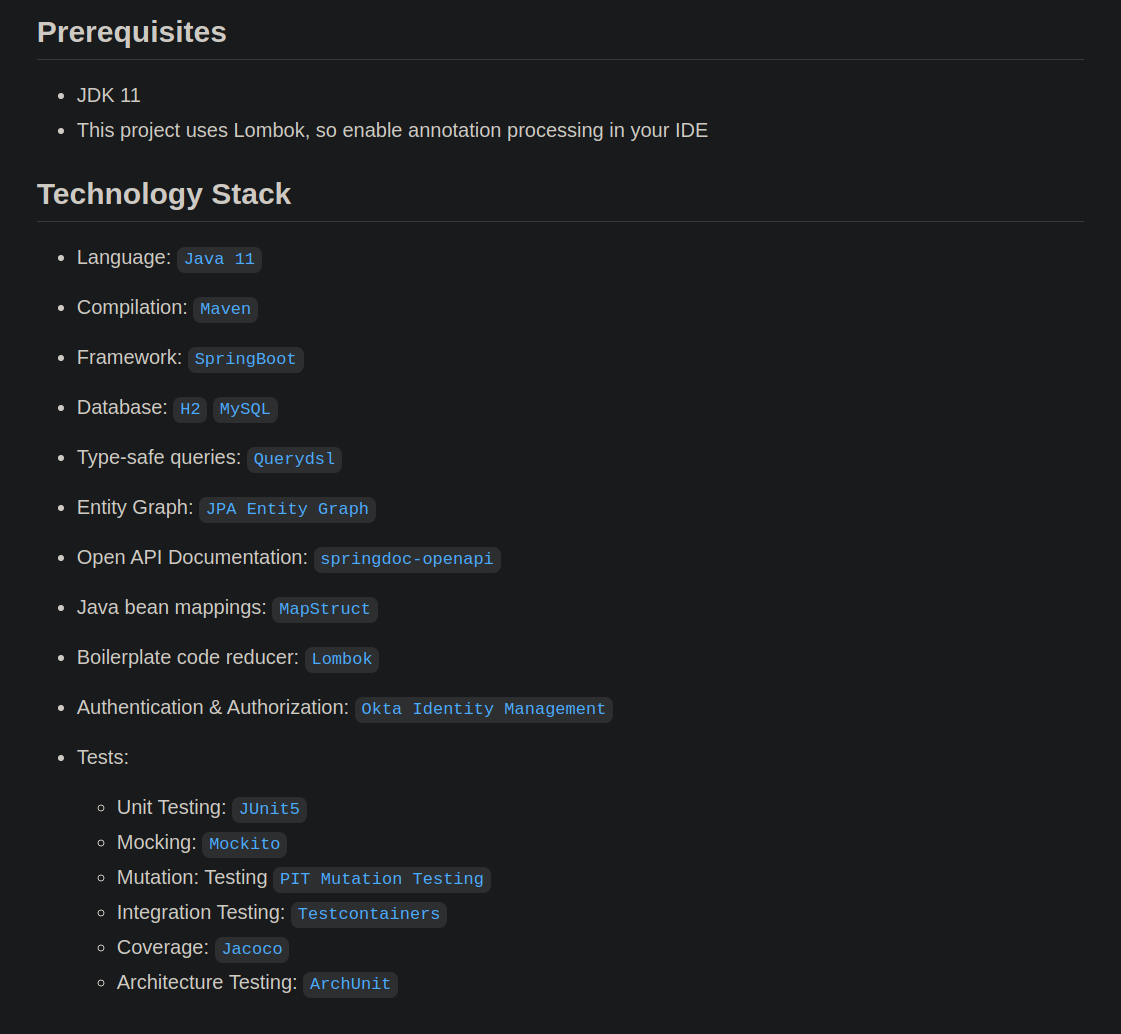 Prerequisites
JDK 11
This project uses Lombok, so enable annotation processing in your IDE
Technology Stack
Language: Java 11
Compilation: Maven
Framework: SpringBoot
Database: H2 MySQL
Type-safe queries: Querydsl
Entity Graph: JPA Entity Graph
Open API Documentation: springdoc-openapi
Java bean mappings: MapStruct
Boilerplate code reducer: Lombok
Authentication & Authorization: Okta Identity Management
Tests:
Unit Testing: JUnit5
Mocking: Mockito
Mutation: Testing PIT Mutation Testing
Integration Testing: Testcontainers
Coverage: Jacoco
Architecture Testing: ArchUnit